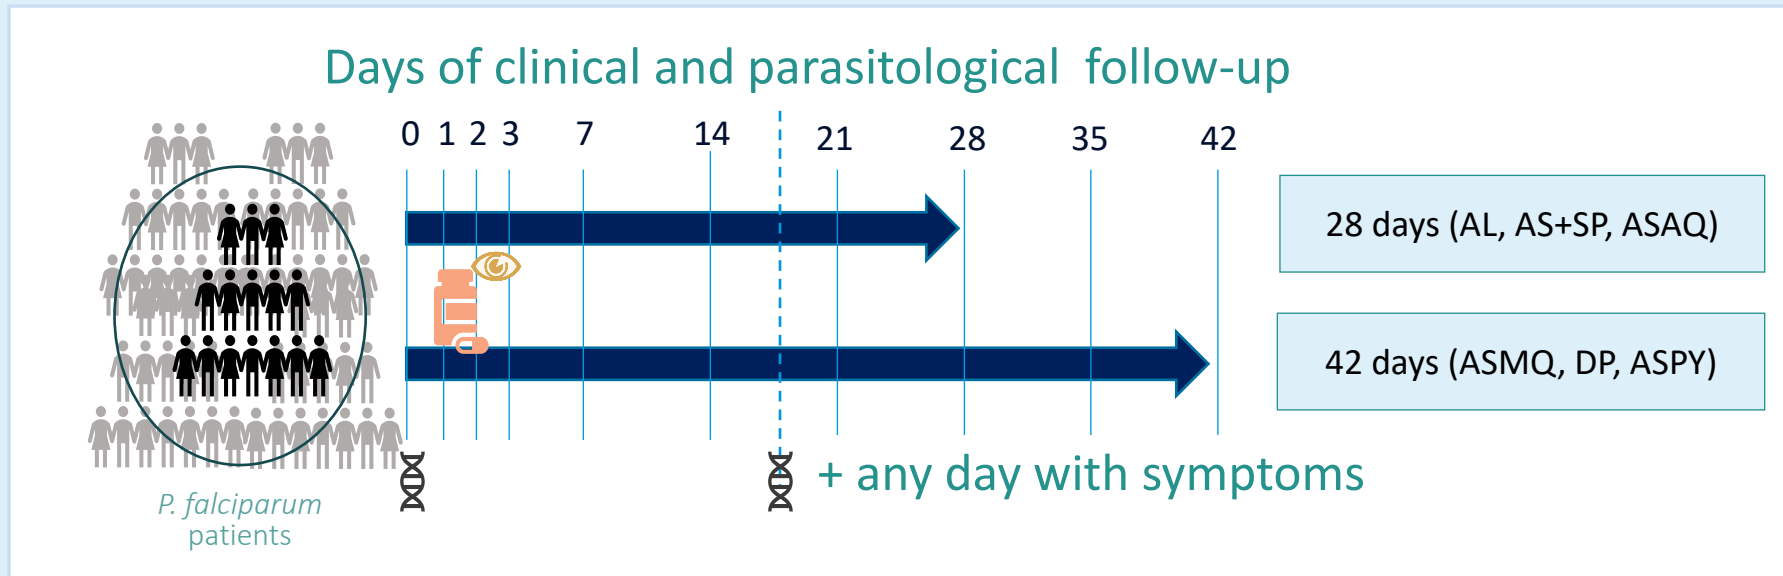 Days of clinical and parasitological follow-up
0 1 2 3 7 14 21 28 35 42
28 days (AL, AS+SP, ASAQ)
42 days (ASMQ, DP, ASPY)
+ any day with symptoms
P. falciparum
patients